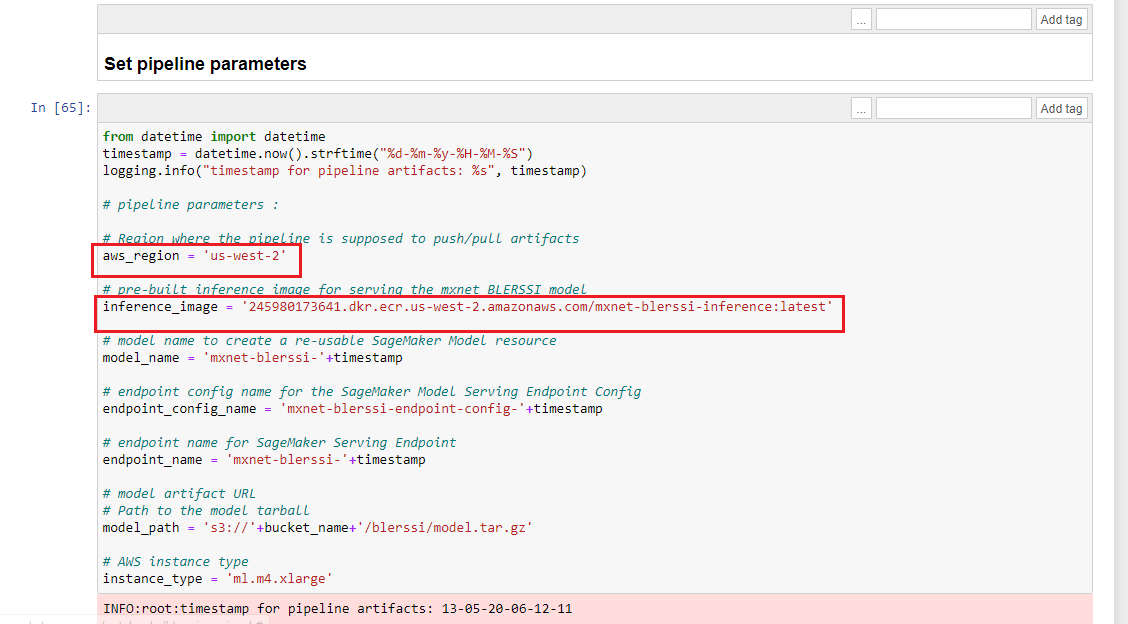 ... Add tag
Set pipeline parameters
In [65]:
... Add tag
from datetime import datetime
timestamp = datetime.now().strftime("%d-%m-%y-%H-%M-%S")
logging.info("timestamp for pipeline artifacts: %s", timestamp)
# pipeline parameters :
# Region where the pipeline is supposed to push/pull artifacts
aws_region = 'us-west-2'
# pre-built inference image for serving the mxnet BLERSSI model
inference_image = '245980173641.dkr.ecr.us-west-2.amazonaws.com/mxnet-blerssi-inference:latest'
# model name to create a re-usable SageMaker Model resource
model_name = 'mxnet-blerssi-'+timestamp
# endpoint config name for the SageMaker Model Serving Endpoint Config
endpoint_config_name = 'mxnet-blerssi-endpoint-config-'+timestamp
# endpoint name for SageMaker Serving Endpoint
endpoint_name = 'mxnet-blerssi-'+timestamp
# model artifact URL
# Path to the model tarball
model_path = 's3://'+bucket_name+'/blerssi/model.tar.gz'
# AWS instance type
instance_type = 'ml.m4.xlarge'
INFO:root:timestamp for pipeline artifacts: 13-05-20-06-12-11